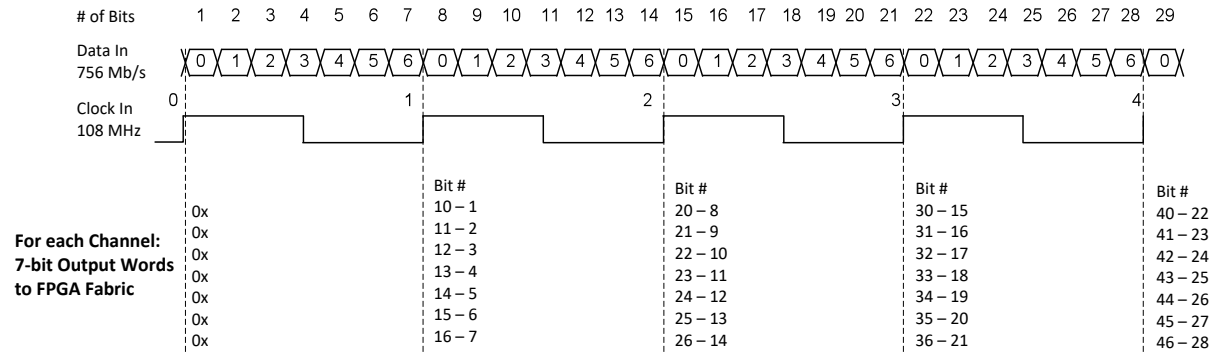 # of Bits 1 2 3 4 5 6 7 8 9 10 11 12 13 14 15 16 17 18 19 20 21 22 23 24 25 26 27 28 29
Data In
756 Mb/s
0 1 2 3 4 5 6 0 1 2 3 4 5 6 0 1 2 3 4 5 6 0 1 2 3 4 5 6 0
0 1 2 3 4
Clock In
108 MHz
For each Channel:
7-bit Output Words
to FPGA Fabric
0x
0x
0x
0x
0x
0x
0x
Bit #
10 – 1
11 – 2
12 – 3
13 – 4
14 – 5
15 – 6
16 – 7
Bit #
20 – 8
21 – 9
22 – 10
23 – 11
24 – 12
25 – 13
26 – 14
Bit #
30 – 15
31 – 16
32 – 17
33 – 18
34 – 19
35 – 20
36 – 21
Bit #
40 – 22
41 – 23
42 – 24
43 – 25
44 – 26
45 – 27
46 – 28